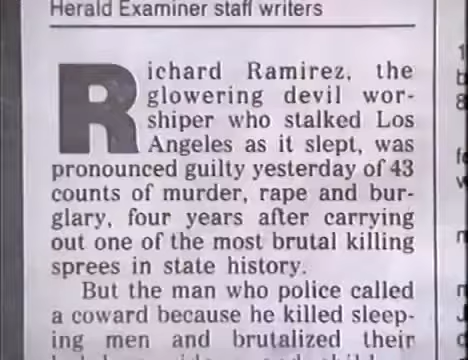 Herald Examiner staff writers
Richard Ramirez, the
glowering devil wor-
shiper who stalked Los
Angeles as it slept, was
pronounced guilty yesterday of 43
counts of murder, rape and bur-
glary, four years after carrying
out one of the most brutal killing
sprees in state history.
But the man who police called
a coward because he killed sleep-
ing men and brutalized their